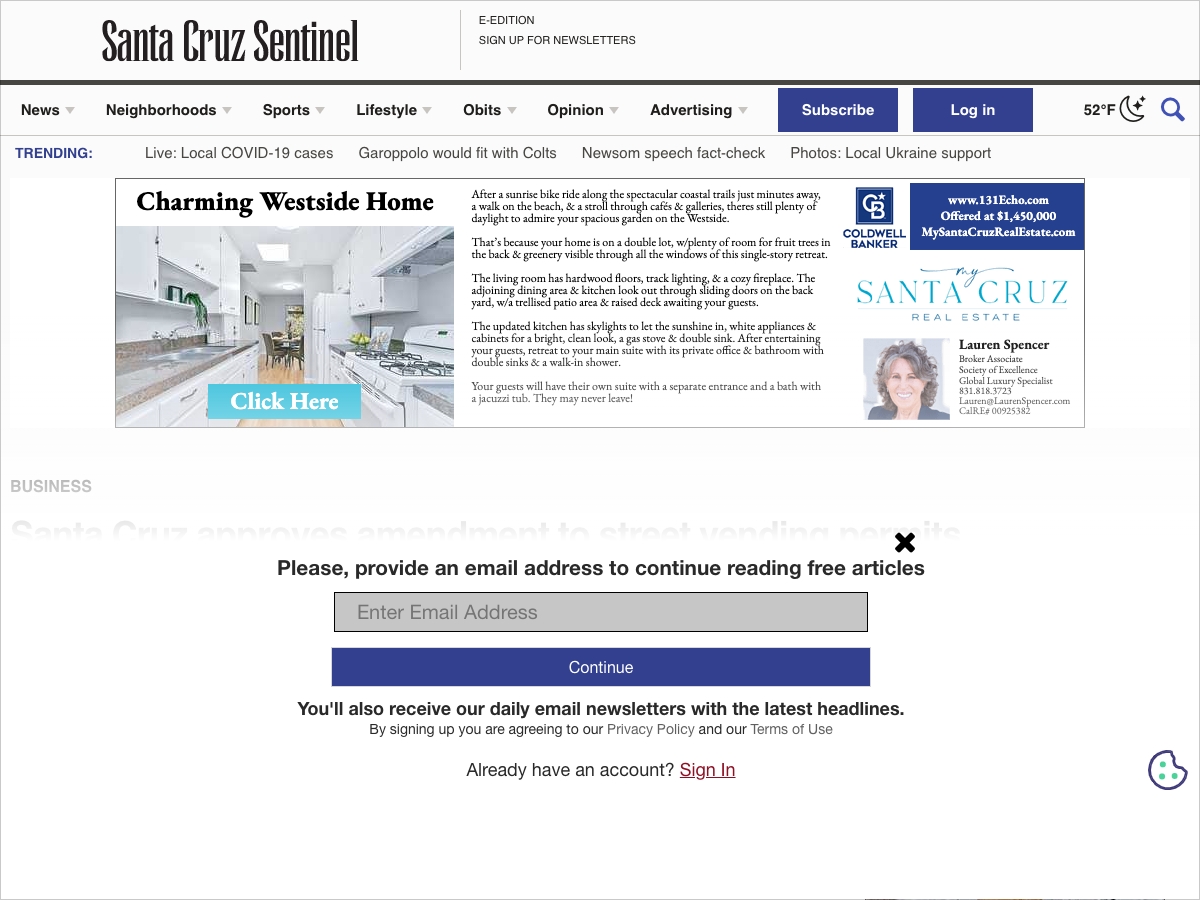 Santa Cruz Sentinel
E-EDITION
SIGN UP FOR NEWSLETTERS
News
Neighborhoods
Sports
Lifestyle
Obits
Opinion
Advertising
Subscribe
Log in
52°F
TRENDING:
Live: Local COVID-19 cases
Garoppolo would fit with Colts
Newsom speech fact-check
Photos: Local Ukraine support
Charming Westside Home
Click Here
After a sunrise bike ride along the spectacular coastal trails just minutes away,
a walk on the beach, & a stroll through cafés & galleries, theres still plenty of
daylight to admire your spacious garden on the Westside.
That's because your home is on a double lot, w/plenty of room for fruit trees in
the back & greenery visible through all the windows of this single-story retreat.
The living room has hardwood floors, track lighting, & a cozy fireplace. The
adjoining dining area & kitchen look out through sliding doors on the back
yard, w/a trellised patio area & raised deck awaiting your guests.
The updated kitchen has skylights to let the sunshine in, white appliances &
cabinets for a bright, clean look, a gas stove & double sink. After entertaining
your guests, retreat to your main suite with its private office & bathroom with
double sinks & a walk-in shower.
Your guests will have their own suite with a separate entrance and a bath with
a jacuzzi tub. They may never leave!
CB
COLDWELL
BANKER
www.131Echo.com
Offered at $1,450,000
MySantaCruzRealEstate.com
my
SANTA CRUZ
REAL ESTATE
Lauren Spencer
Broker Associate
Society of Excellence
Global Luxury Specialist
831.818.3723
Lauren@LaurenSpencer.com
CalRE# 00925382
BUSINESS
Santa Cruz approves amendment to street vending permits
Please, provide an email address to continue reading free articles
Enter Email Address
Continue
You'll also receive our daily email newsletters with the latest headlines.
By signing up you are agreeing to our Privacy Policy and our Terms of Use
Already have an account? Sign In